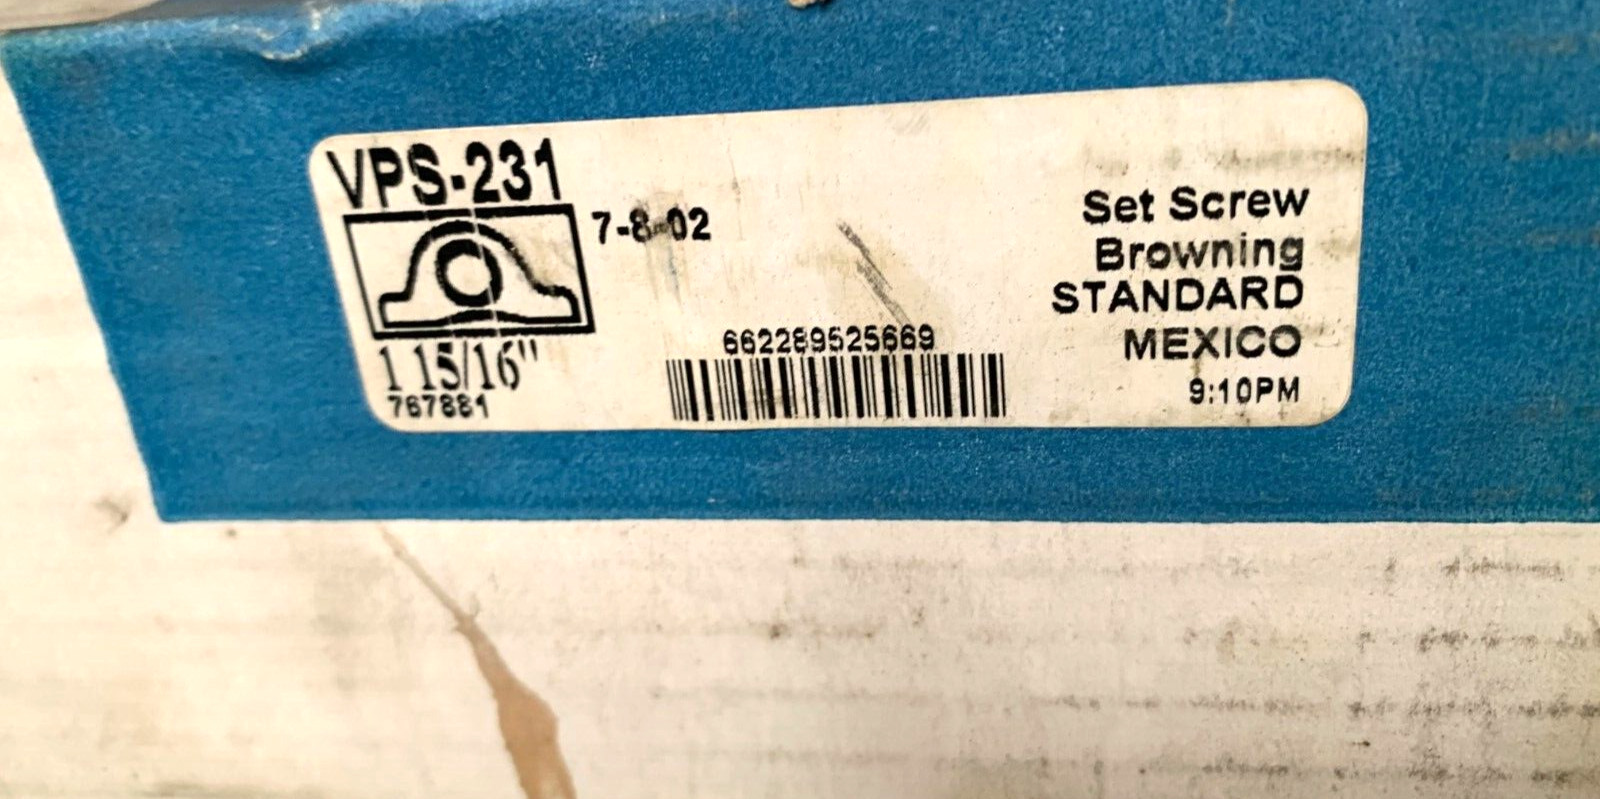 VPS-231
7-8-02
1 15/16"
767881
662289525669
Set Screw
Browning
STANDARD
MEXICO
9:10PM